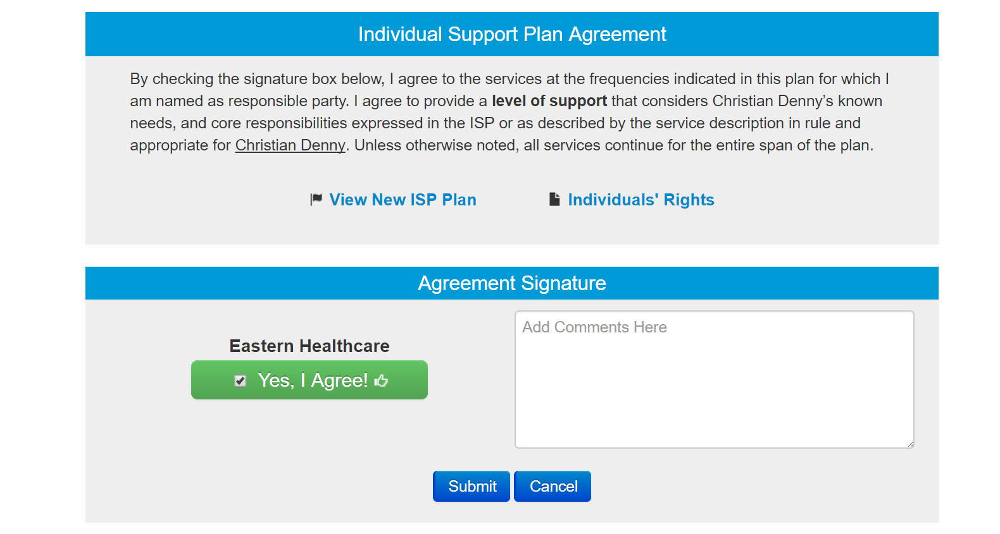 Individual Support Plan Agreement
By checking the signature box below, I agree to the services at the frequencies indicated in this plan for which I
am named as responsible party. I agree to provide a level of support that considers Christian Denny’s known
needs, and core responsibilities expressed in the ISP or as described by the service description in rule and
appropriate for Christian Denny. Unless otherwise noted, all services continue for the entire span of the plan.
View New ISP Plan
Individuals' Rights
Agreement Signature
Eastern Healthcare
Yes, I Agree!
Add Comments Here
Submit
Cancel